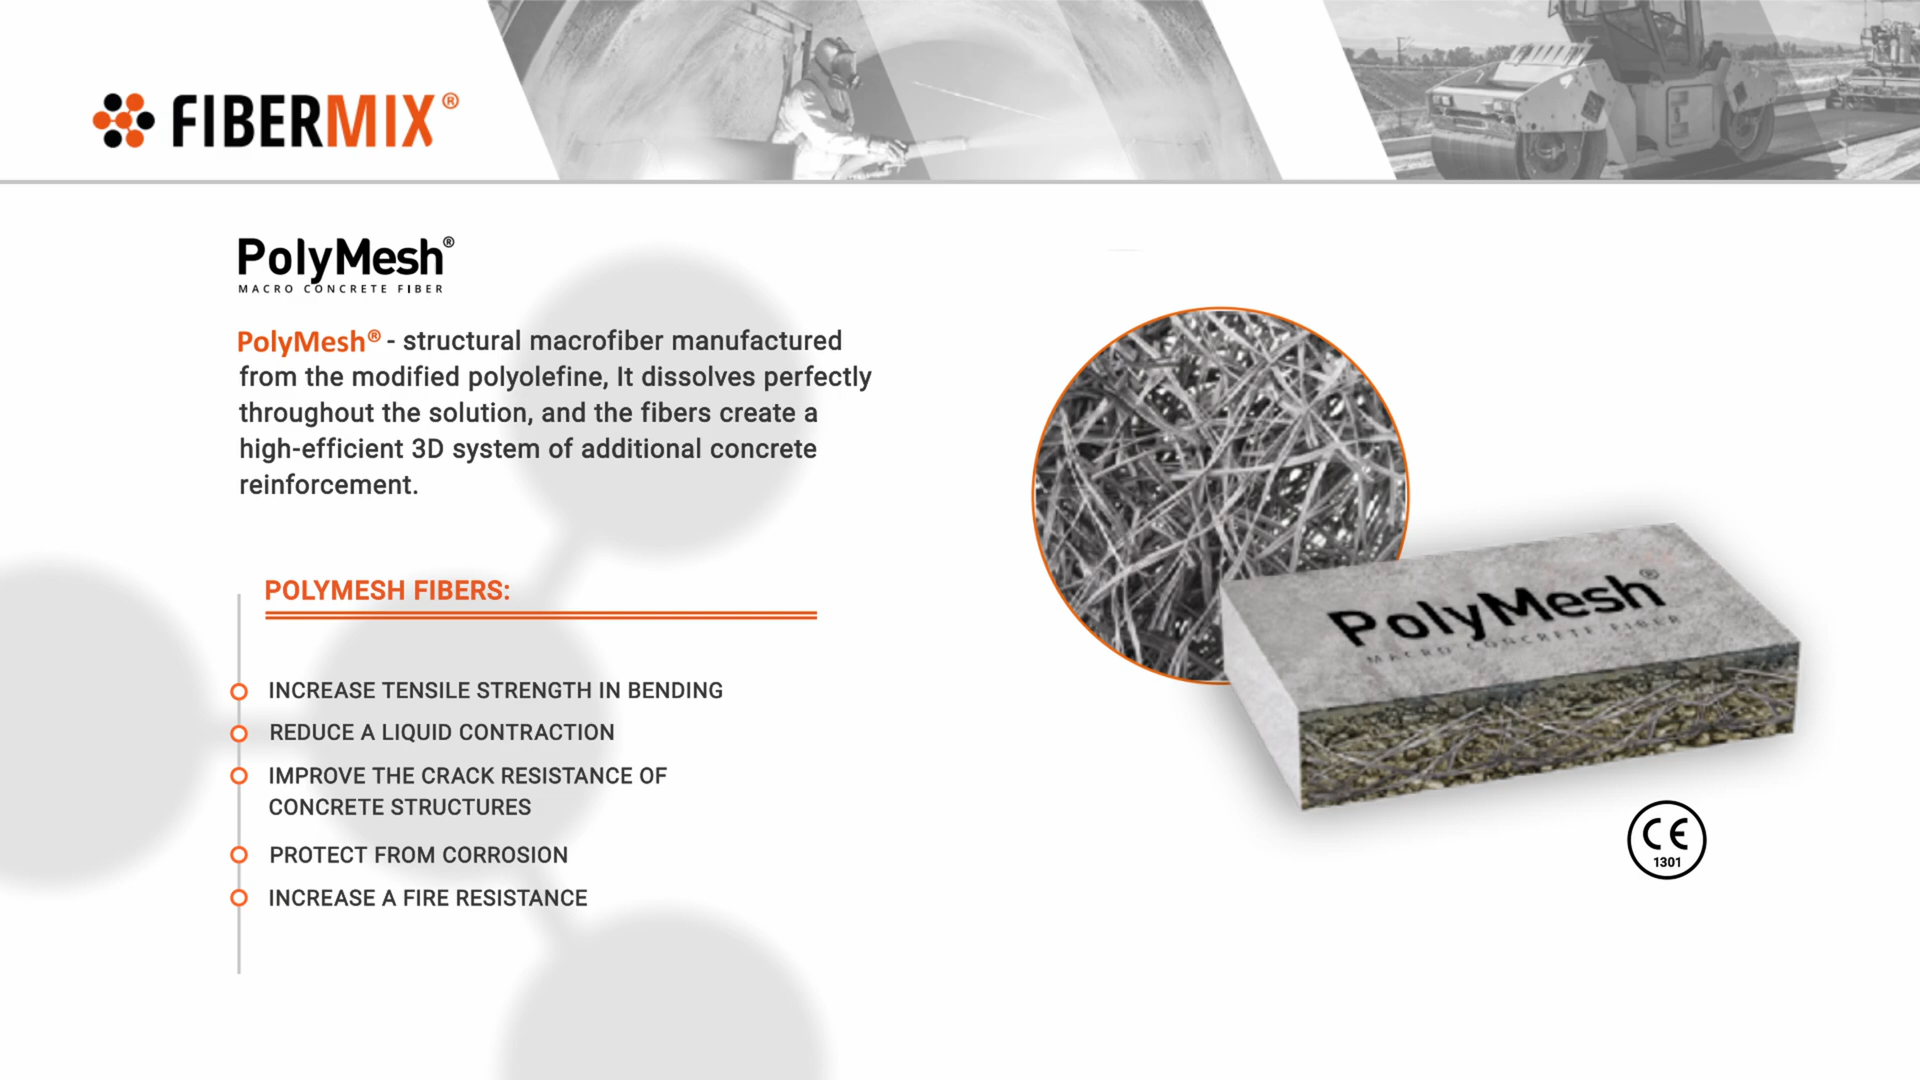 FIBERMIX®
PolyMesh®
MACRO CONCRETE FIBER
PolyMesh® - structural macrofiber manufactured
from the modified polyolefine, It dissolves perfectly
throughout the solution, and the fibers create a
high-efficient 3D system of additional concrete
reinforcement.
POLYMESH FIBERS:
INCREASE TENSILE STRENGTH IN BENDING
REDUCE A LIQUID CONTRACTION
IMPROVE THE CRACK RESISTANCE OF
CONCRETE STRUCTURES
PROTECT FROM CORROSION
INCREASE A FIRE RESISTANCE
PolyMesh®
MACRO CONCRETE FIBER
CE
1301